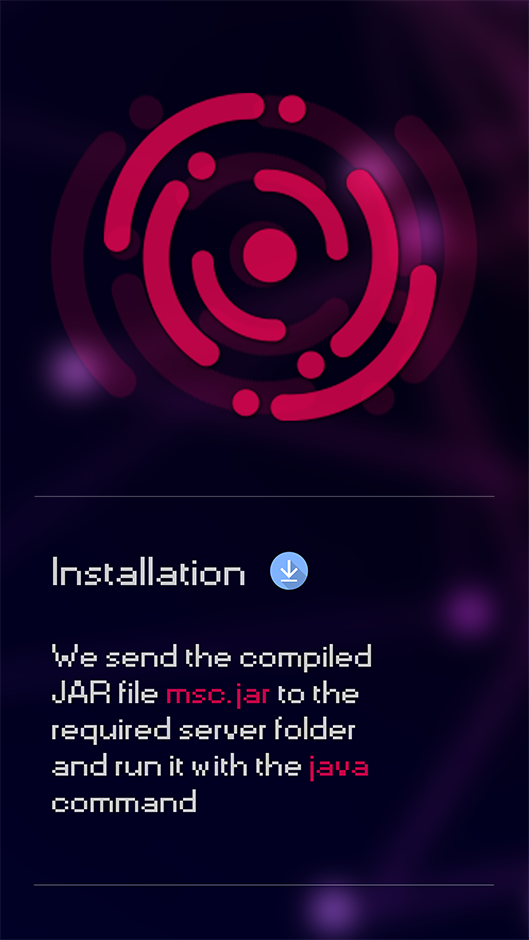 Installation
We send the compiled
JAR file msc.jar to the
required server folder
and run it with the java
command